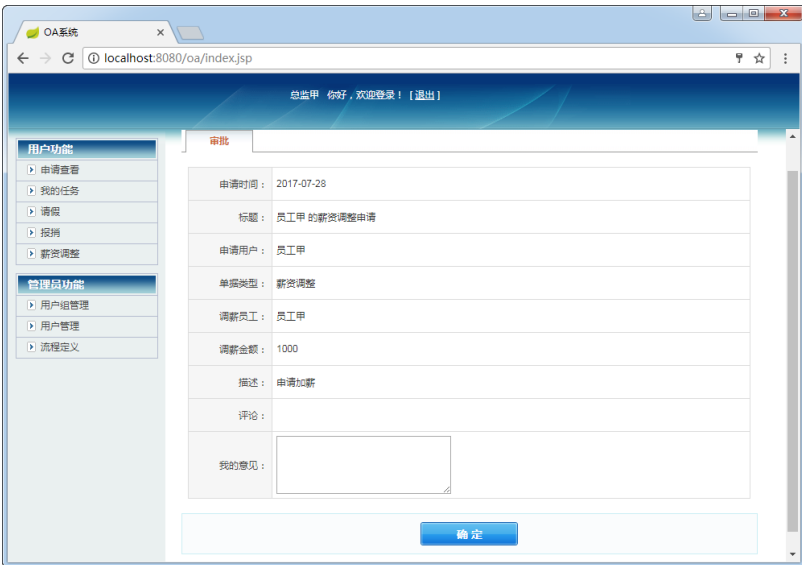 OA系统
localhost:8080/oa/index.jsp
总监甲 你好，欢迎登录！ [退出]
用户功能
申请查看
我的任务
请假
报销
薪资调整
管理员功能
用户组管理
用户管理
流程定义
审批
申请时间： 2017-07-28
标题： 员工甲 的薪资调整申请
申请用户： 员工甲
单据类型： 薪资调整
调薪员工： 员工甲
调薪金额： 1000
描述： 申请加薪
评论：
我的意见：
确 定